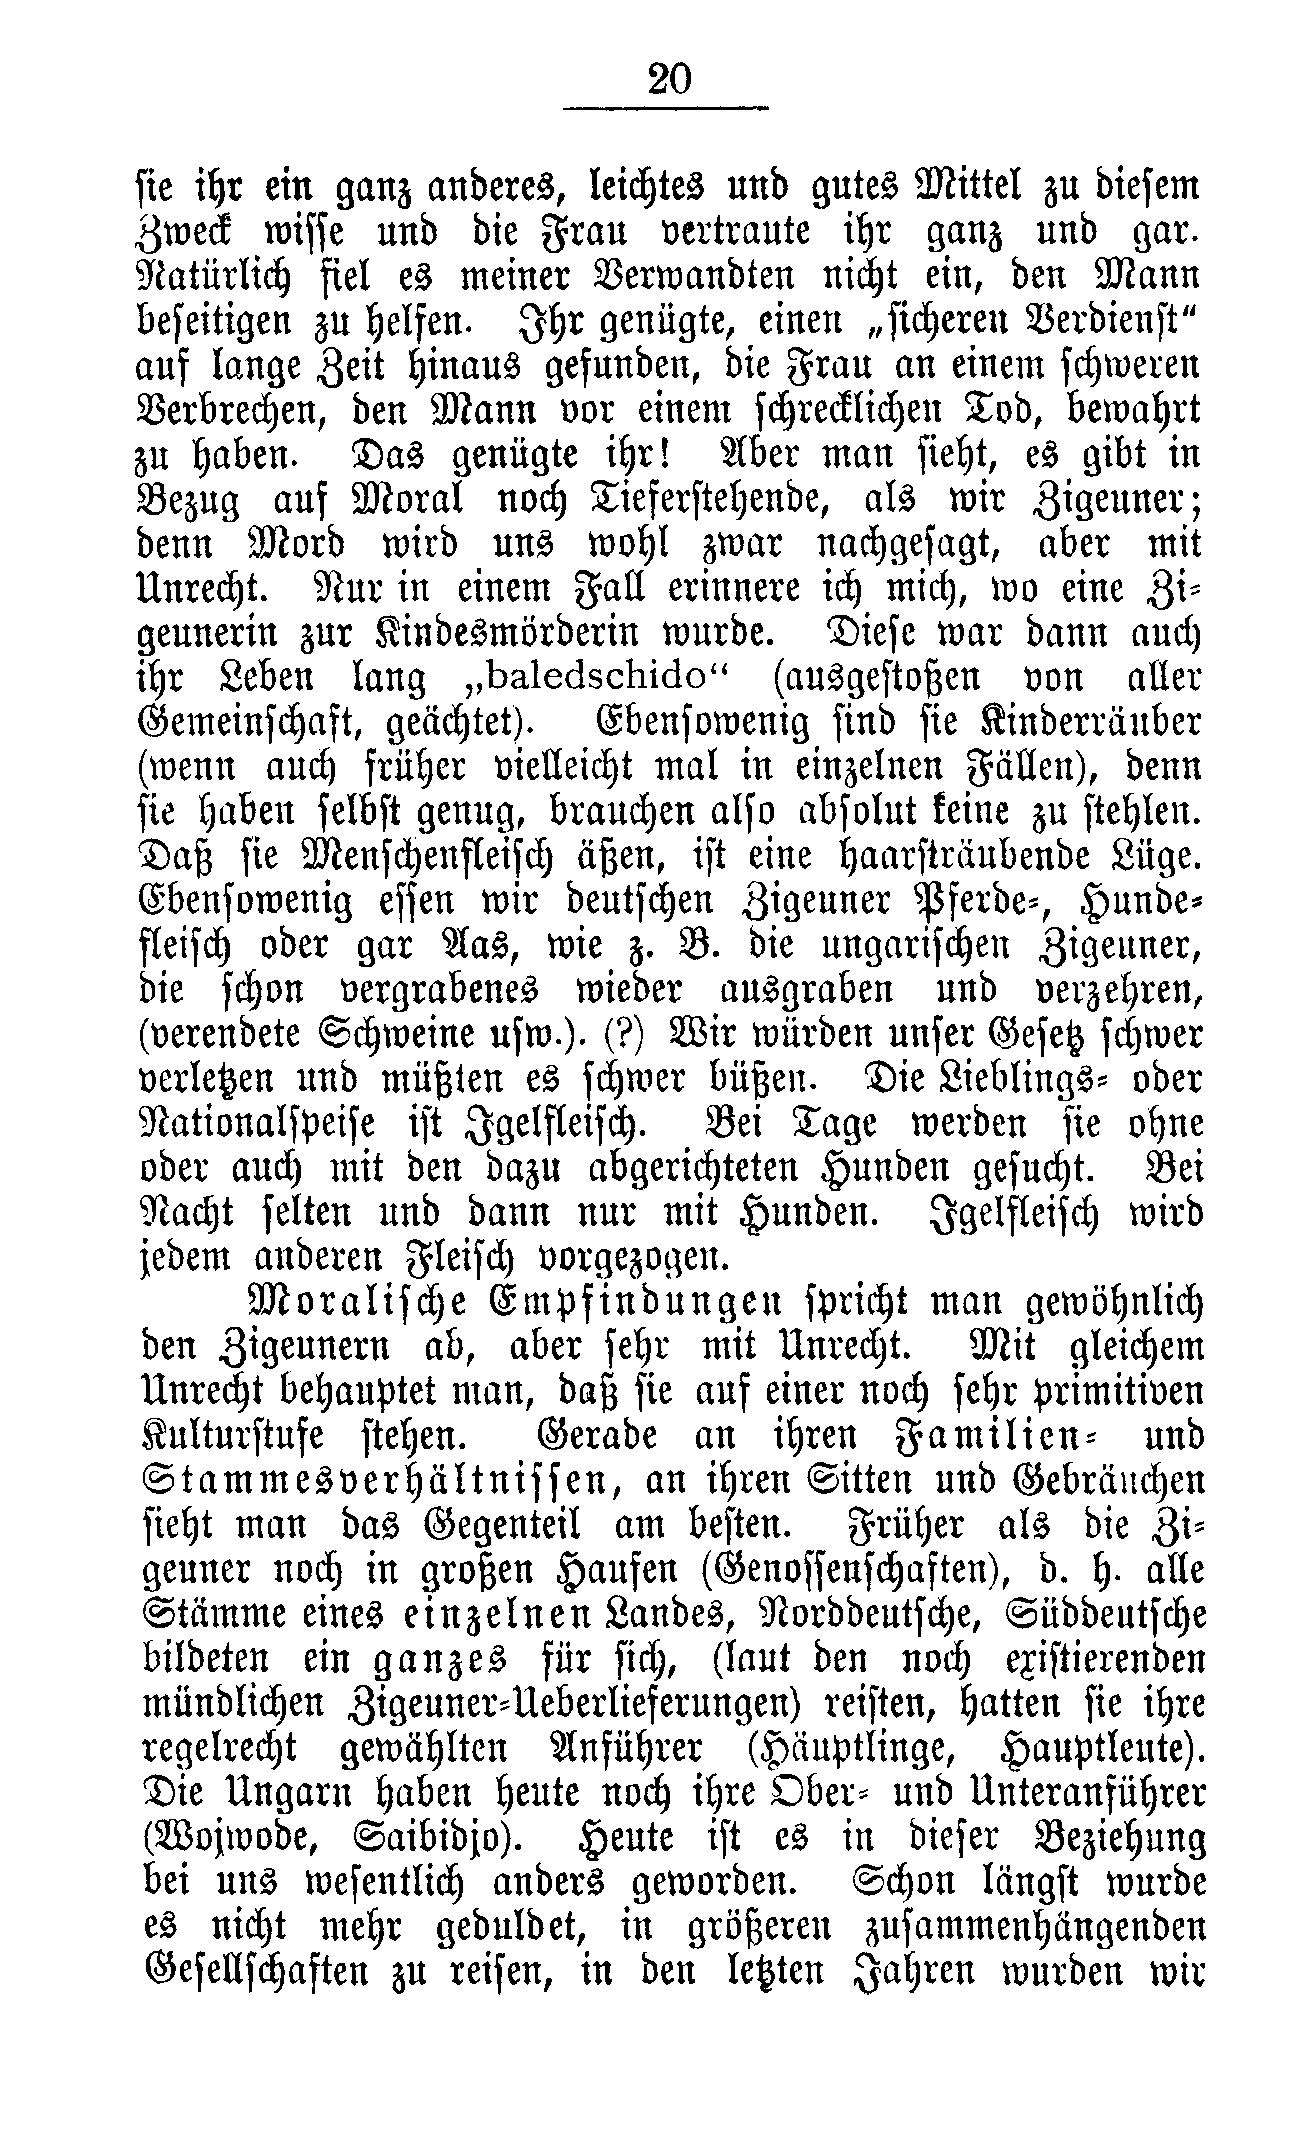 20
sie ihr ein ganz anderes, leichtes und gutes Mittel zu diesem
Zweck wisse und die Frau vertraute ihr ganz und gar.
Natürlich fiel es meiner Verwandten nicht ein, den Mann
beseitigen zu helfen. Ihr genügte, einen „sicheren Verdienst“
auf lange Zeit hinaus gefunden, die Frau an einem schweren
Verbrechen, den Mann vor einem schrecklichen Tod, bewahrt
zu haben. Das genügte ihr! Aber man sieht, es gibt in
Bezug auf Moral noch Tieferstehende, als wir Zigeuner;
denn Mord wird uns wohl zwar nachgesagt, aber mit
Unrecht. Nur in einem Fall erinnere ich mich, wo eine Zi-
geunerin zur Kindesmörderin wurde. Diese war dann auch
ihr Leben lang „baledschido“ (ausgestoßen von aller
Gemeinschaft, geächtet). Ebensowenig sind sie Kinderräuber
(wenn auch früher vielleicht mal in einzelnen Fällen), denn
sie haben selbst genug, brauchen also absolut keine zu stehlen.
Daß sie Menschenfleisch äßen, ist eine haarsträubende Lüge.
Ebensowenig essen wir deutschen Zigeuner Pferde-, Hunde-
fleisch oder gar Aas, wie z. B. die ungarischen Zigeuner,
die schon vergrabenes wieder ausgraben und verzehren,
(verendete Schweine usw.). (?) Wir würden unser Gesetz schwer
verletzen und müßten es schwer büßen. Die Lieblings- oder
Nationalspeise ist Igelfleisch. Bei Tage werden sie ohne
oder auch mit den dazu abgerichteten Hunden gesucht. Bei
Nacht selten und dann nur mit Hunden. Igelfleisch wird
jedem anderen Fleisch vorgezogen.
Moralische Empfindungen spricht man gewöhnlich
den Zigeunern ab, aber sehr mit Unrecht. Mit gleichem
Unrecht behauptet man, daß sie auf einer noch sehr primitiven
Kulturstufe stehen. Gerade an ihren Familien- und
Stammesverhältnissen, an ihren Sitten und Gebräuchen
sieht man das Gegenteil am besten. Früher als die Zi-
geuner noch in großen Haufen (Genossenschaften), d. h. alle
Stämme eines einzelnen Landes, Norddeutsche, Süddeutsche
bildeten ein ganzes für sich, (laut den noch existierenden
mündlichen Zigeuner-Ueberlieferungen) reisten, hatten sie ihre
regelrecht gewählten Anführer (Häuptlinge, Hauptleute).
Die Ungarn haben heute noch ihre Ober- und Unteranführer
(Wojwode, Saibidjo). Heute ist es in dieser Beziehung
bei uns wesentlich anders geworden. Schon längst wurde
es nicht mehr geduldet, in größeren zusammenhängenden
Gesellschaften zu reisen, in den letzten Jahren wurden wir